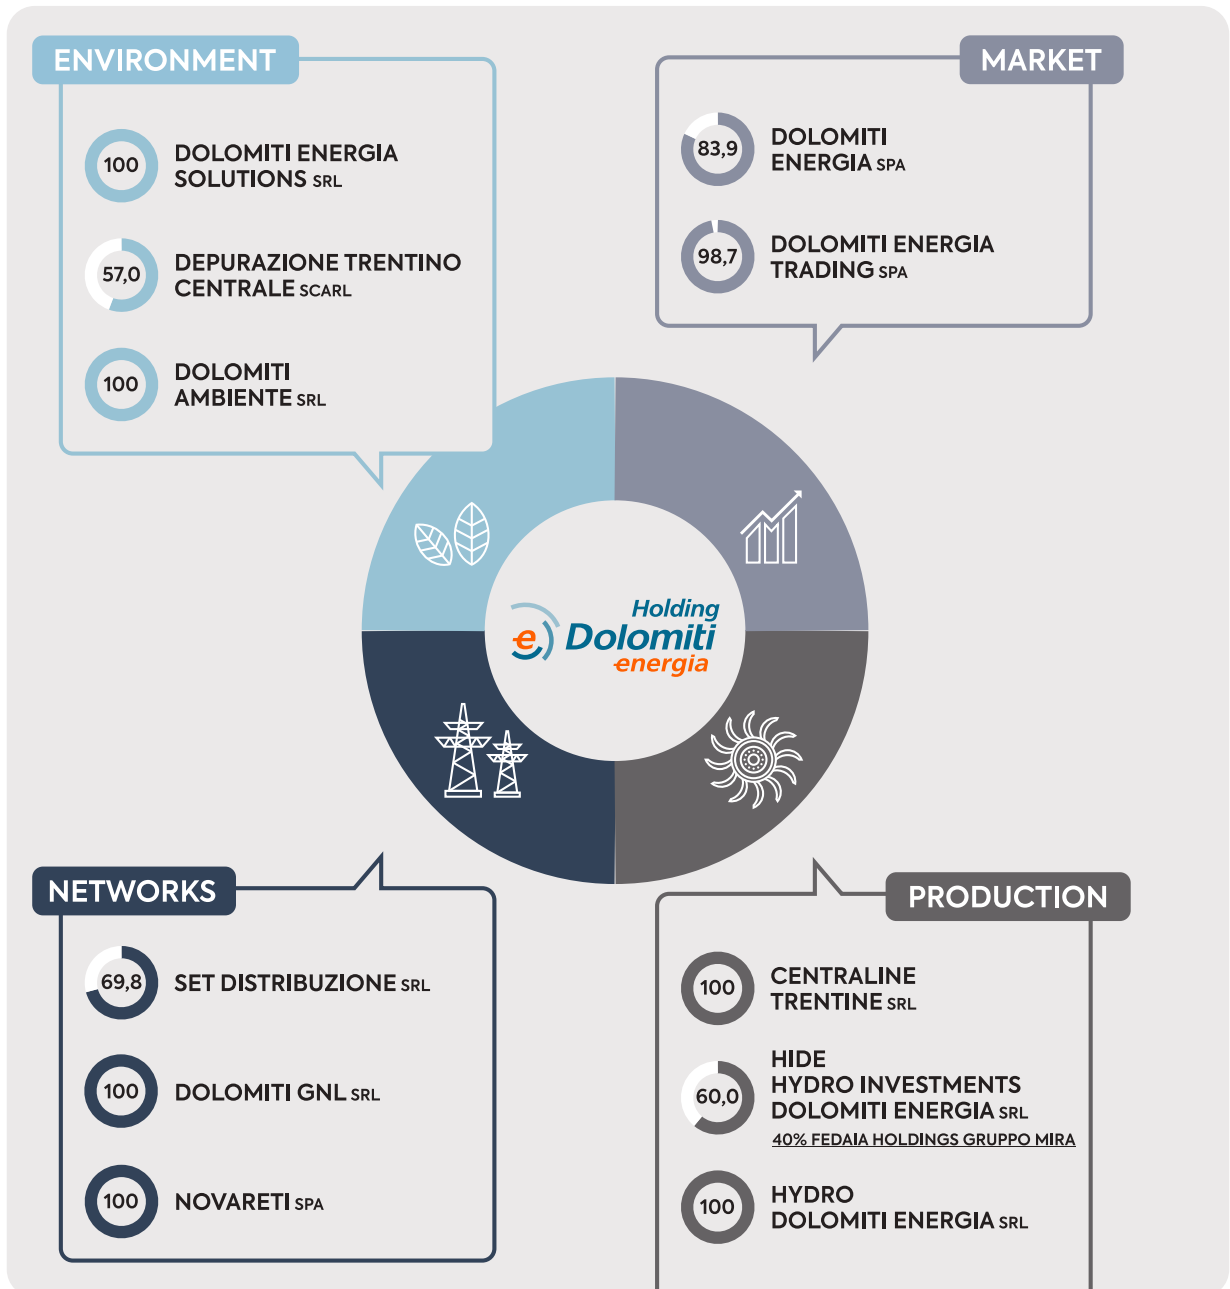 ENVIRONMENT
100
DOLOMITI ENERGIA
SOLUTIONS SRL
57,0
DEPURAZIONE TRENTINO
CENTRALE SCARL
100
DOLOMITI
AMBIENTE SRL
MARKET
83,9
DOLOMITI
ENERGIA SPA
98,7
DOLOMITI ENERGIA
TRADING SPA
Holding
e Dolomiti
energia
NETWORKS
69,8
SET DISTRIBUZIONE SRL
100
DOLOMITI GNL SRL
100
NOVARETI SPA
PRODUCTION
100
CENTRALINE
TRENTINE SRL
60,0
HIDE
HYDRO INVESTMENTS
DOLOMITI ENERGIA SRL
40% FEDAIA HOLDINGS GRUPPO MIRA
100
HYDRO
DOLOMITI ENERGIA SRL